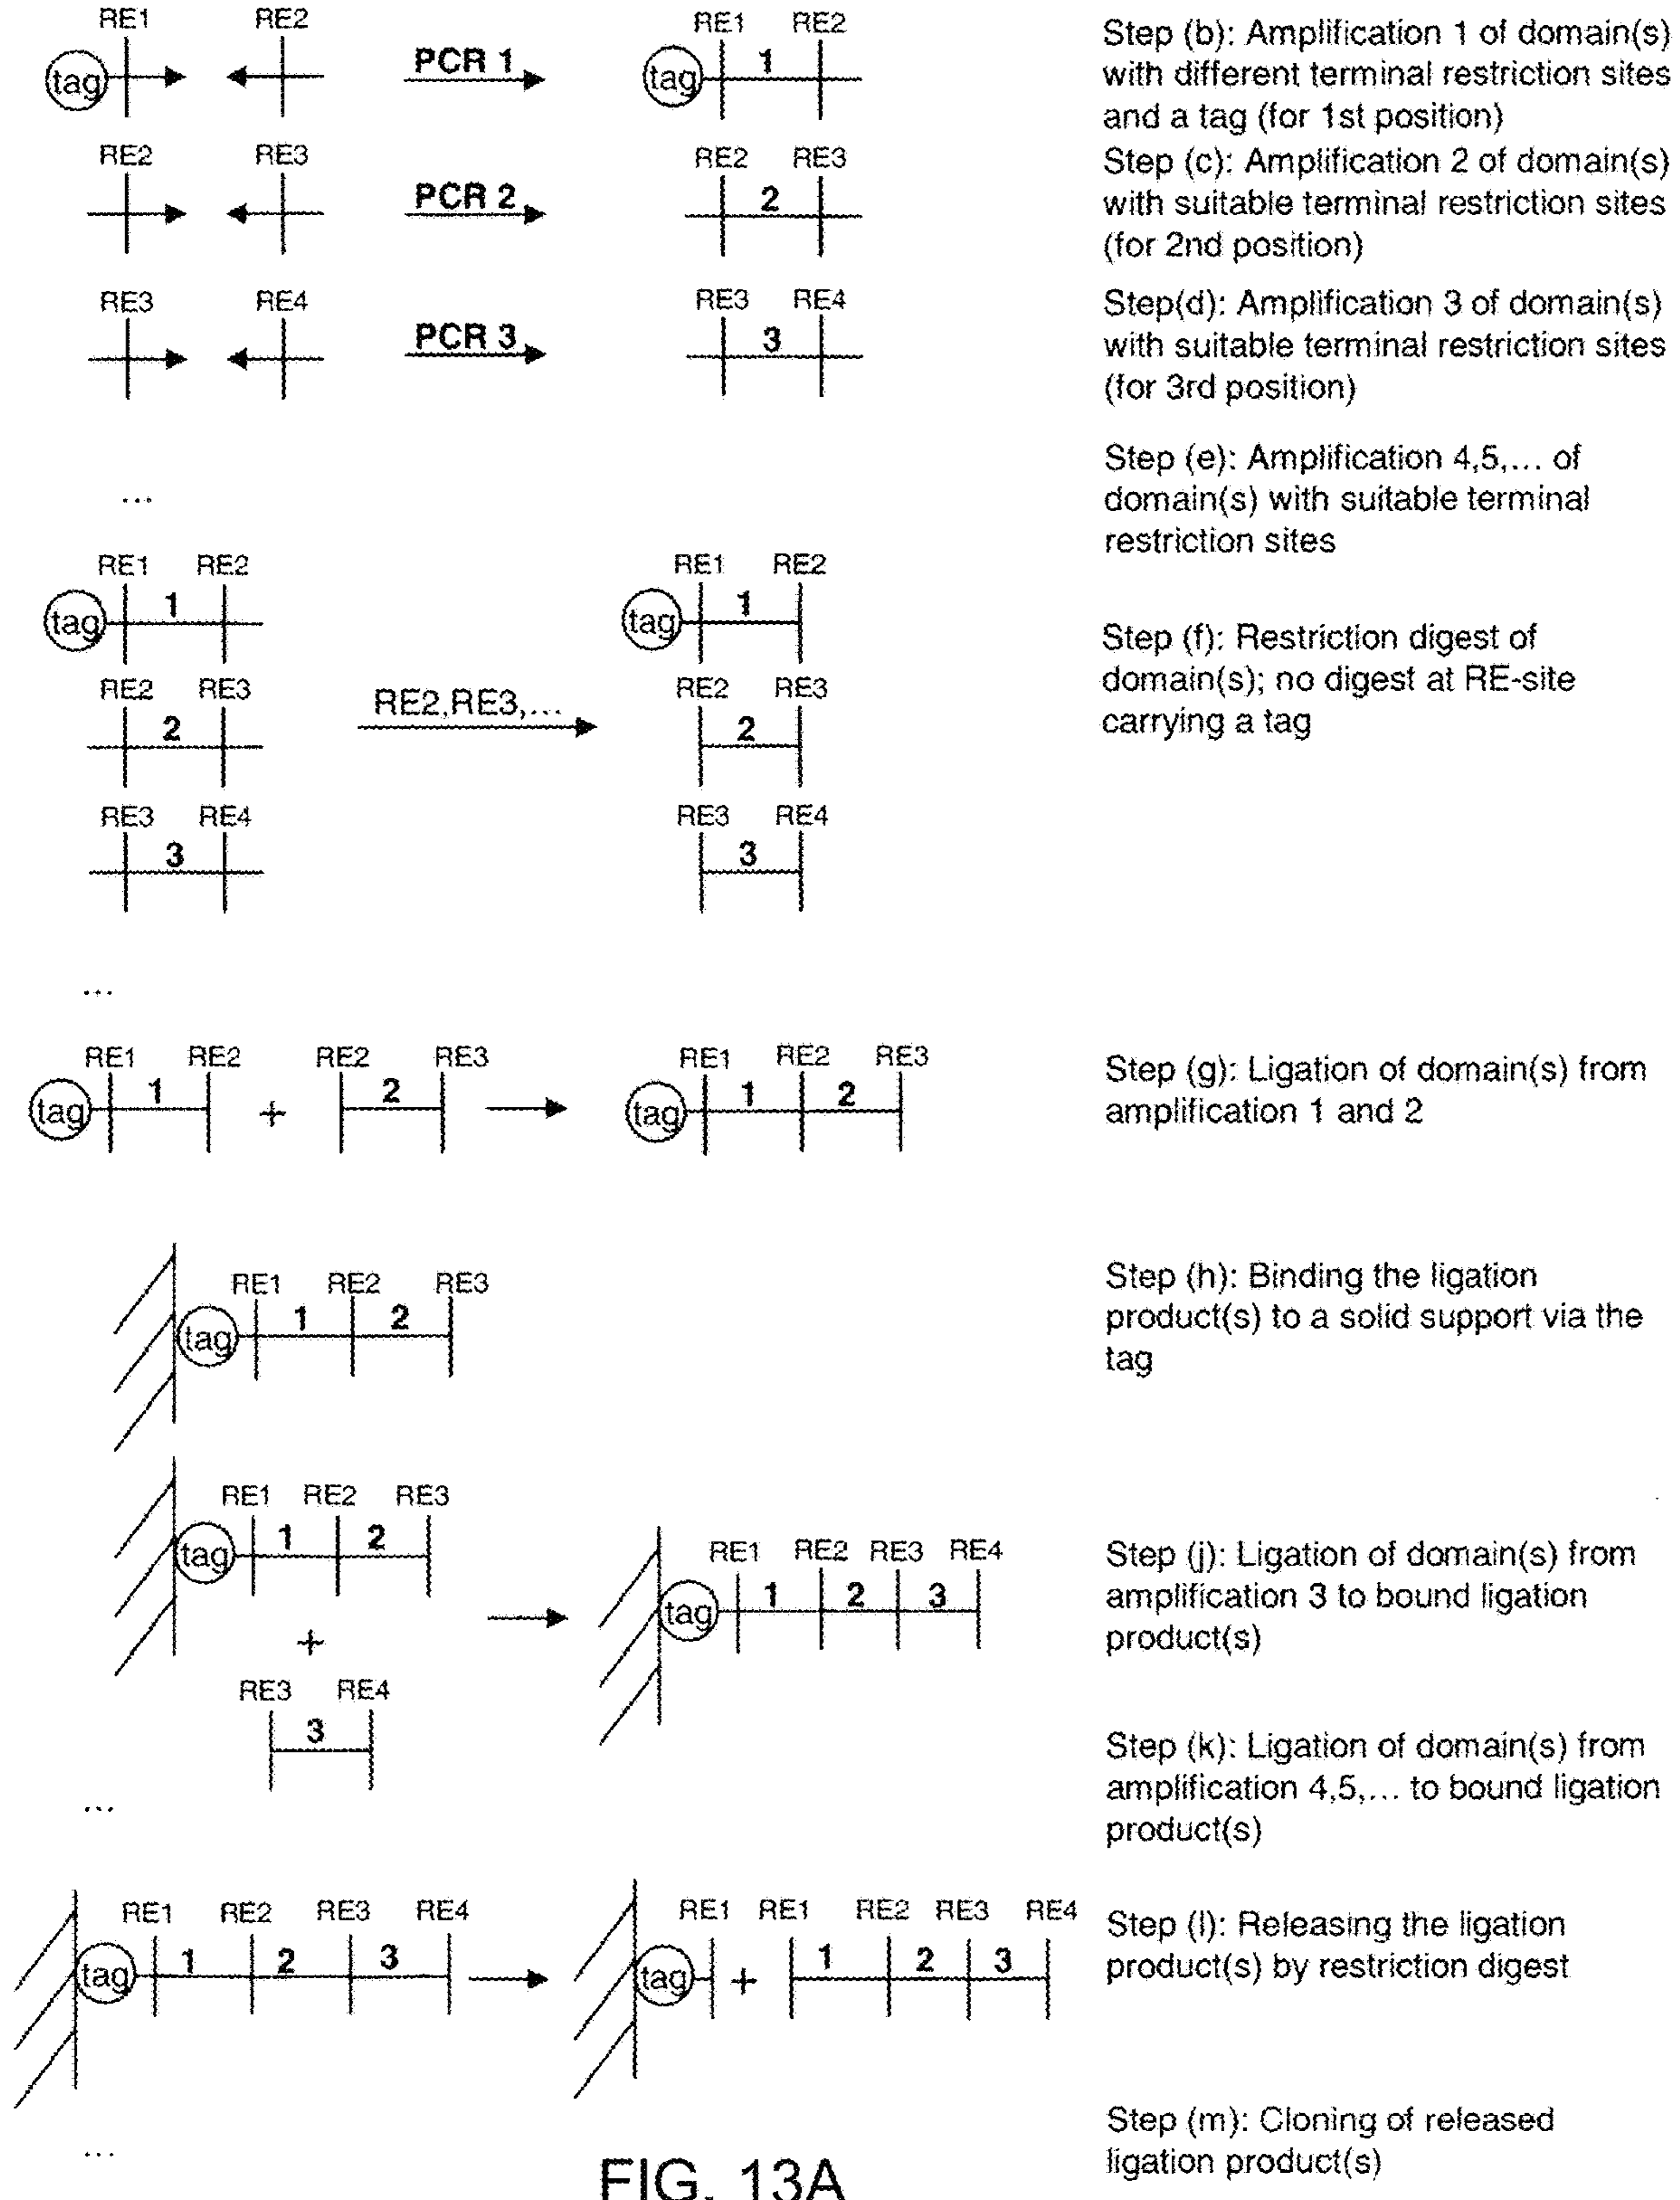 RE1 RE2 RE1 RE2
tag PCR 1 tag 1
Step (b): Amplification 1 of domain(s)
with different terminal restriction sites
and a tag (for 1st position)
RE2 RE3 RE2 RE3
PCR 2 2
Step (c): Amplification 2 of domain(s)
with suitable terminal restriction sites
(for 2nd position)
RE3 RE4 RE3 RE4
PCR 3 3
Step(d): Amplification 3 of domain(s)
with suitable terminal restriction sites
(for 3rd position)
...
Step (e): Amplification 4,5,... of
domain(s) with suitable terminal
restriction sites
RE1 RE2 RE1 RE2
tag 1 tag 1
RE2 RE3 RE2 RE3
2 RE2,RE3,... 2
RE3 RE4 RE3 RE4
3 3
Step (f): Restriction digest of
domain(s); no digest at RE-site
carrying a tag
...
RE1 RE2 RE2 RE3 RE1 RE2 RE3
tag 1 + 2 tag 1 2
Step (g): Ligation of domain(s) from
amplification 1 and 2
RE1 RE2 RE3
tag 1 2
Step (h): Binding the ligation
product(s) to a solid support via the
tag
RE1 RE2 RE3
tag 1 2
+
RE3 RE4
3
RE1 RE2 RE3 RE4
tag 1 2 3
Step (j): Ligation of domain(s) from
amplification 3 to bound ligation
product(s)
...
Step (k): Ligation of domain(s) from
amplification 4,5,... to bound ligation
product(s)
RE1 RE2 RE3 RE4 RE1 RE1 RE2 RE3 RE4
tag 1 2 3 tag + 1 2 3
Step (l): Releasing the ligation
product(s) by restriction digest
...
Step (m): Cloning of released
ligation product(s)
FIG. 13A